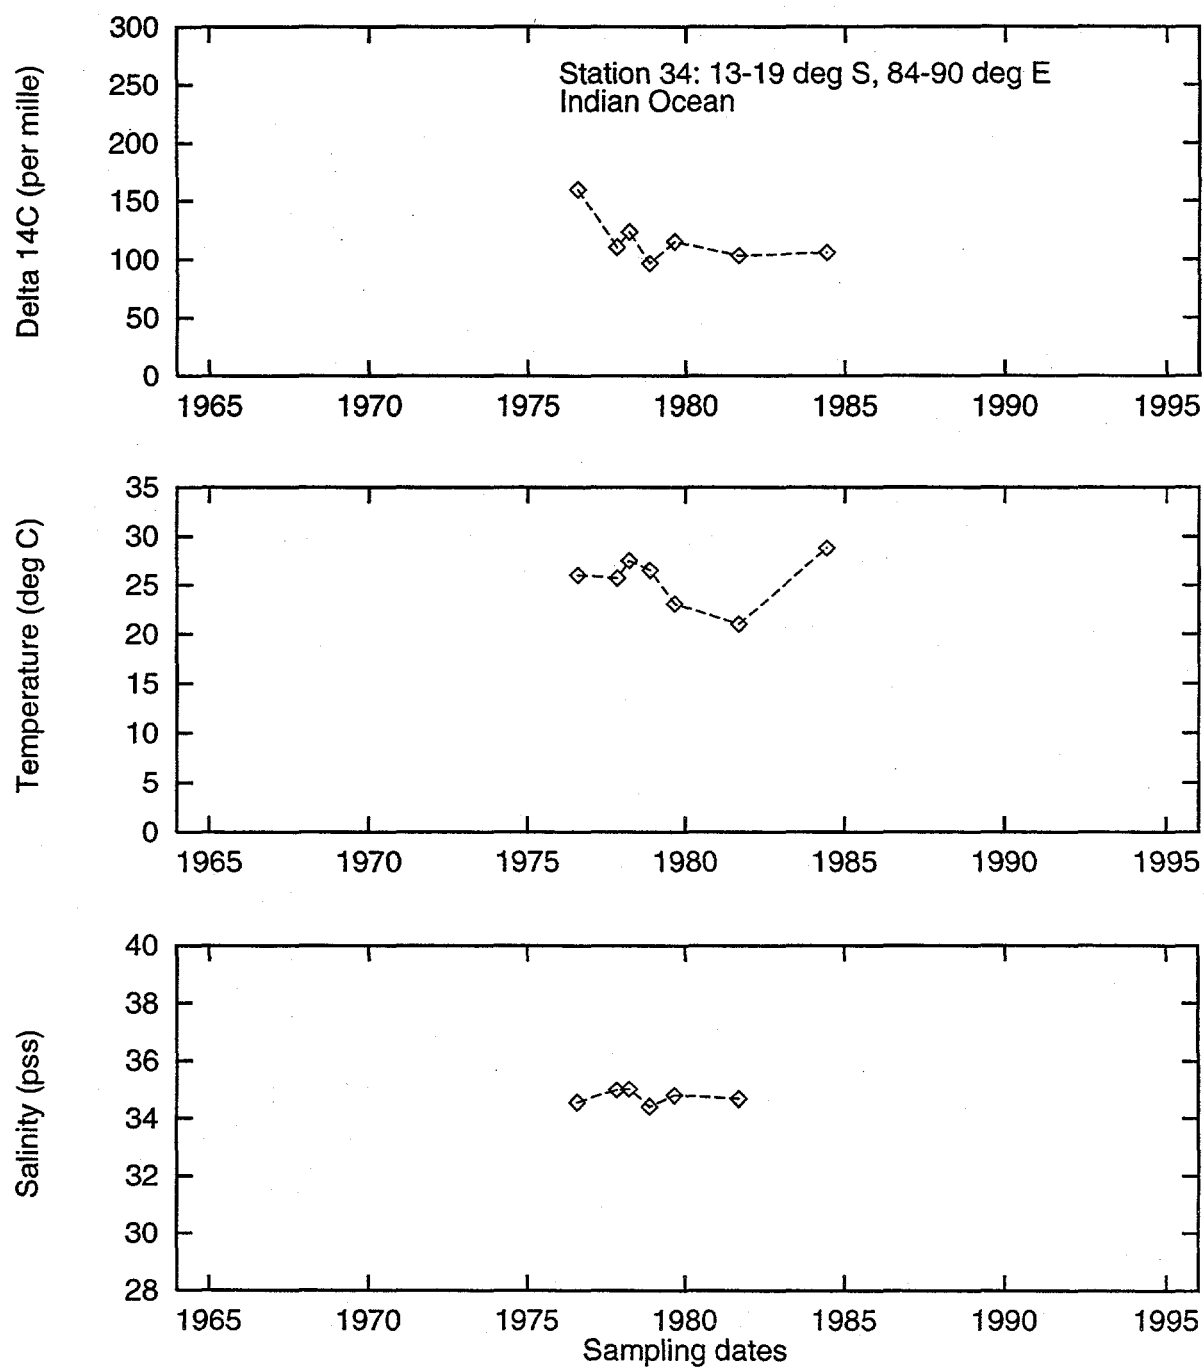 300
Station 34: 13-19 deg S, 84-90 deg E
Indian Ocean
250
200
150
100
50
0
Delta 14C (per mille)
1965 1970 1975 1980 1985 1990 1995
35
30
25
20
15
10
5
0
Temperature (deg C)
1965 1970 1975 1980 1985 1990 1995
40
38
36
34
32
30
28
Salinity (pss)
1965 1970 1975 1980 1985 1990 1995
Sampling dates